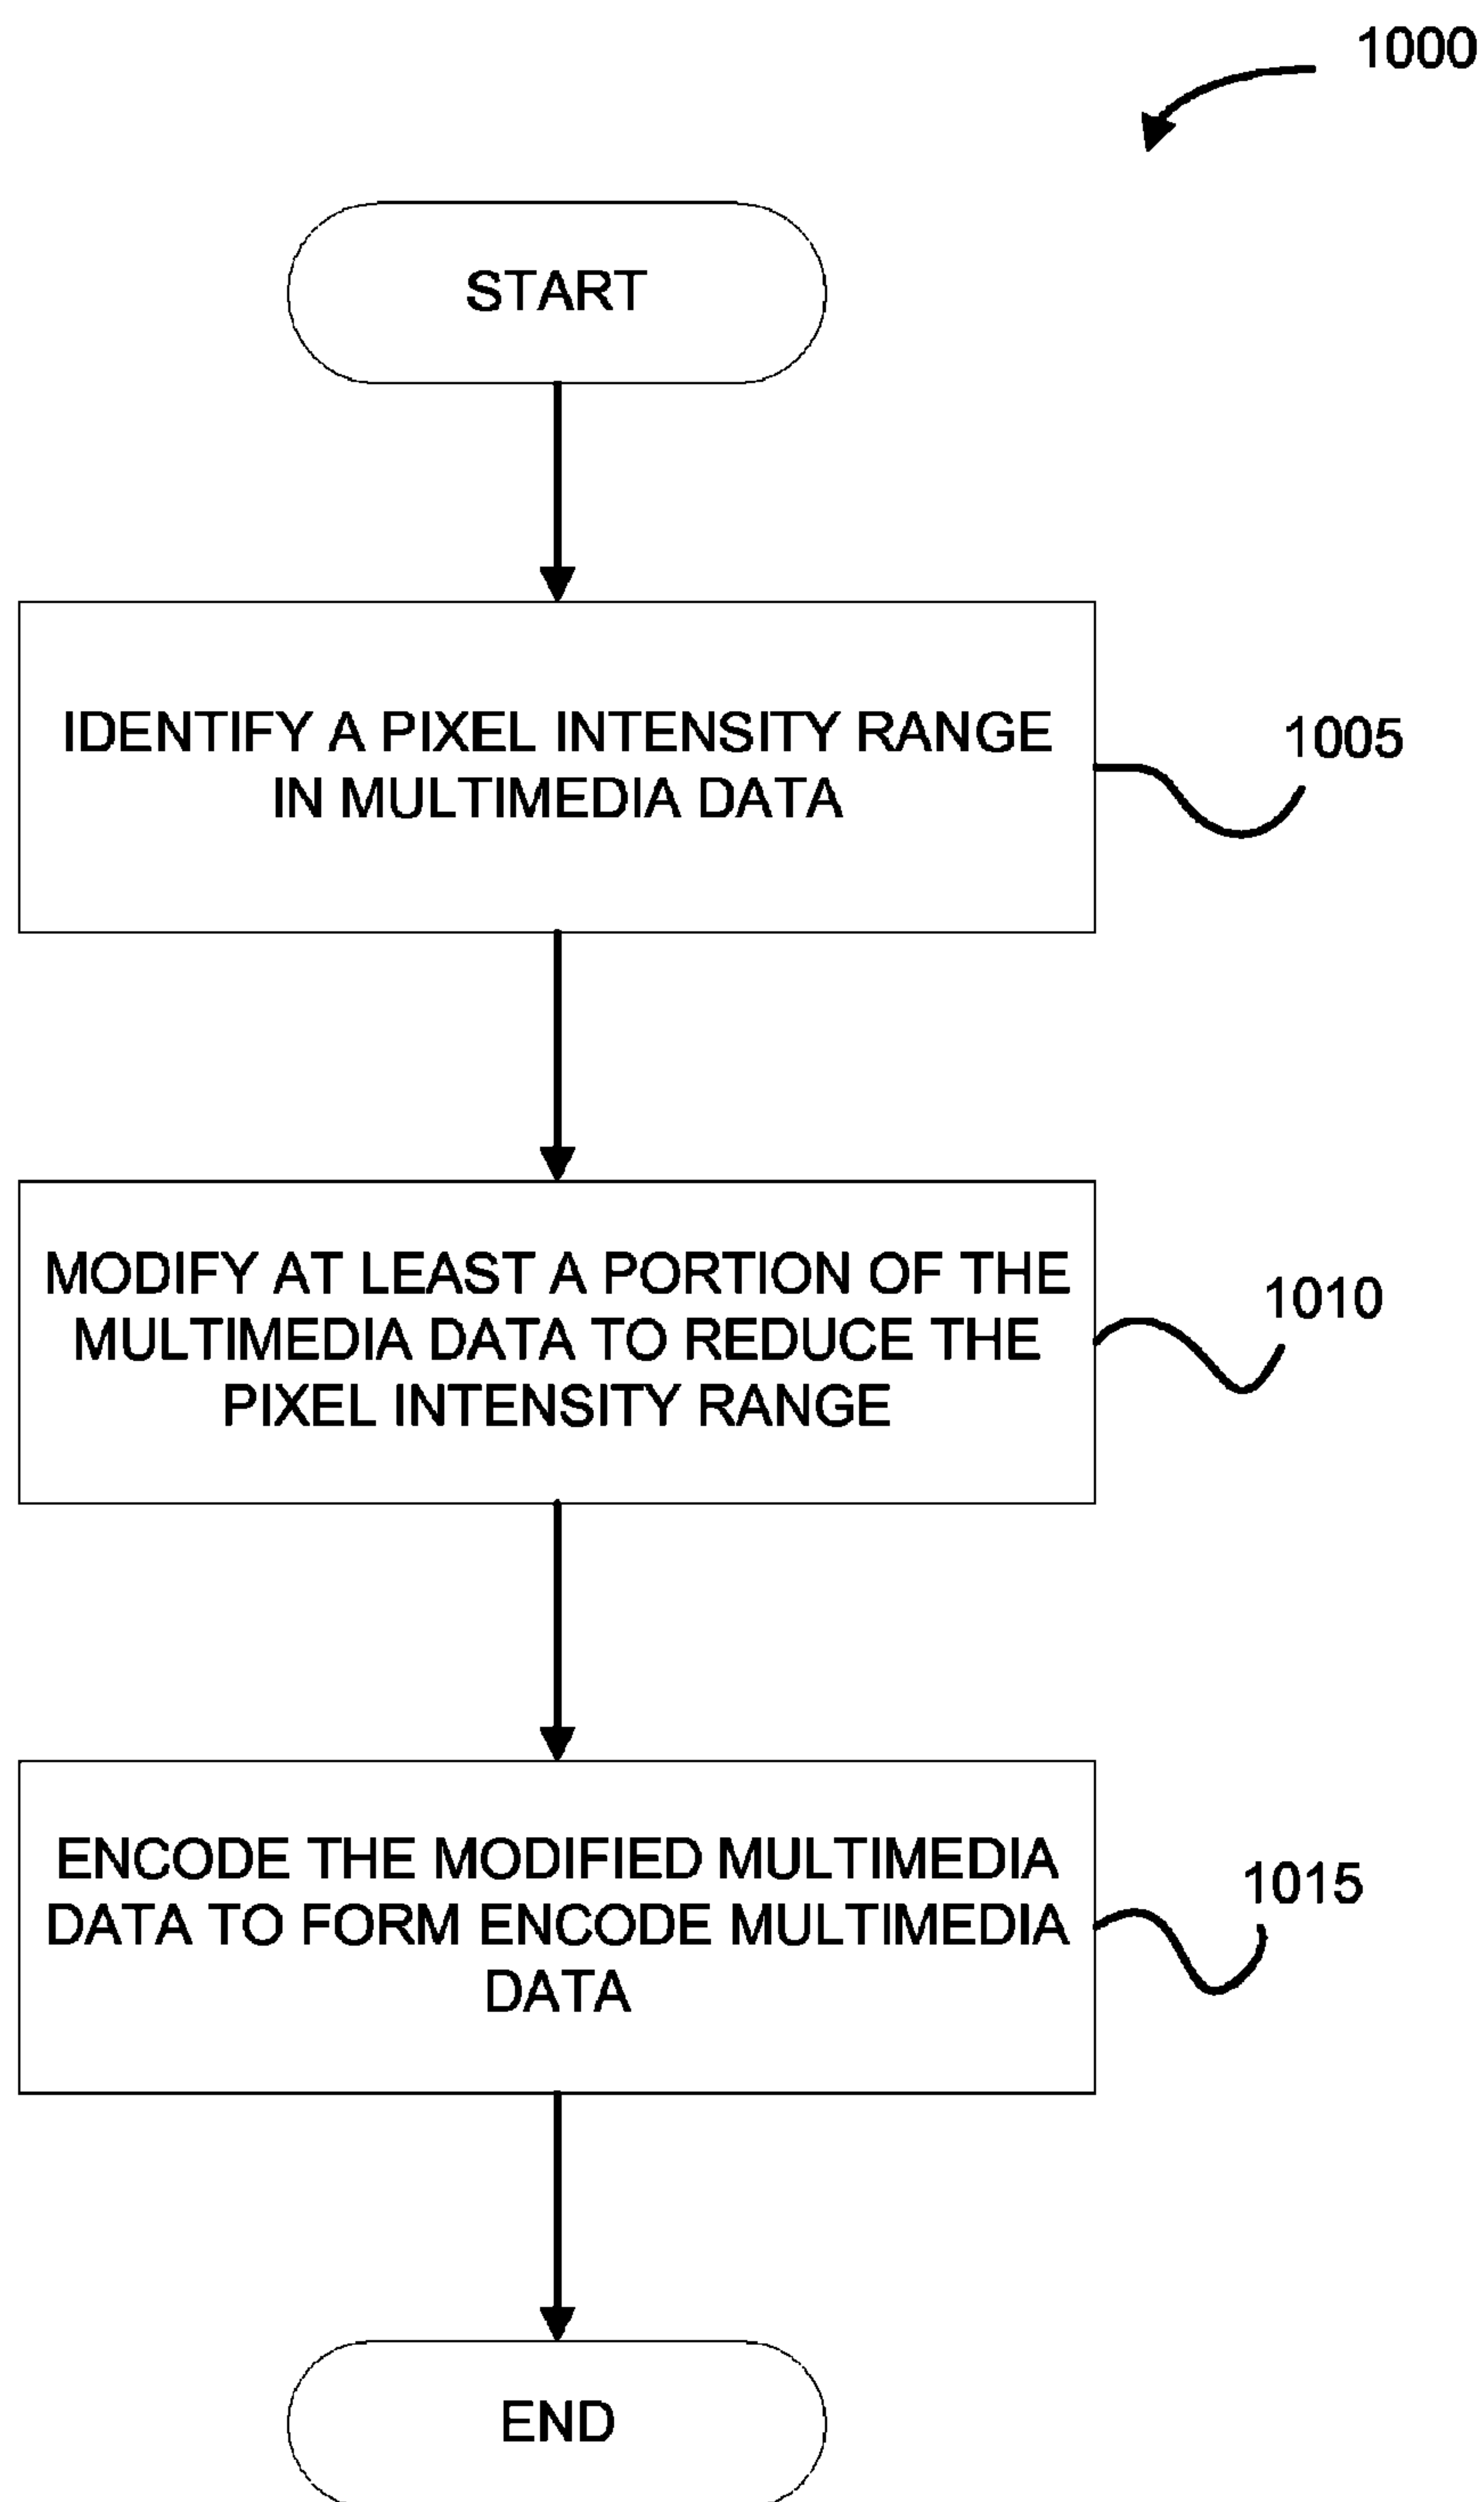 1000
START
IDENTIFY A PIXEL INTENSITY RANGE
IN MULTIMEDIA DATA
1005
MODIFY AT LEAST A PORTION OF THE
MULTIMEDIA DATA TO REDUCE THE
PIXEL INTENSITY RANGE
1010
ENCODE THE MODIFIED MULTIMEDIA
DATA TO FORM ENCODE MULTIMEDIA
DATA
1015
END